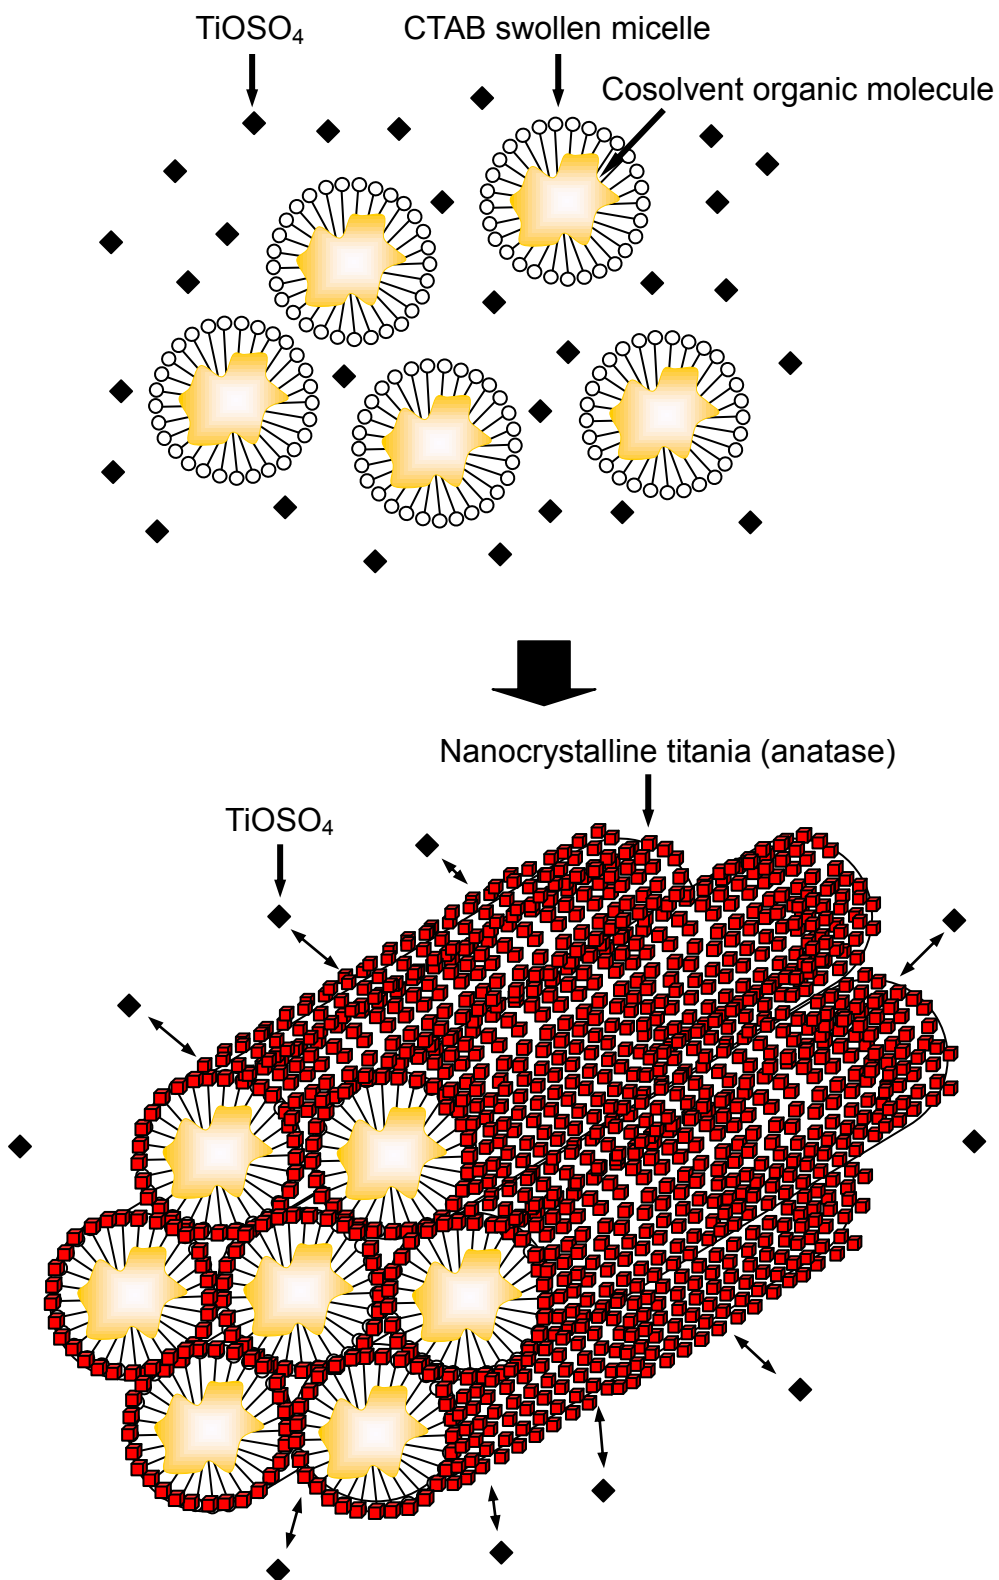 TiOSO₄
CTAB swollen micelle
Cosolvent organic molecule
Nanocrystalline titania (anatase)
TiOSO₄